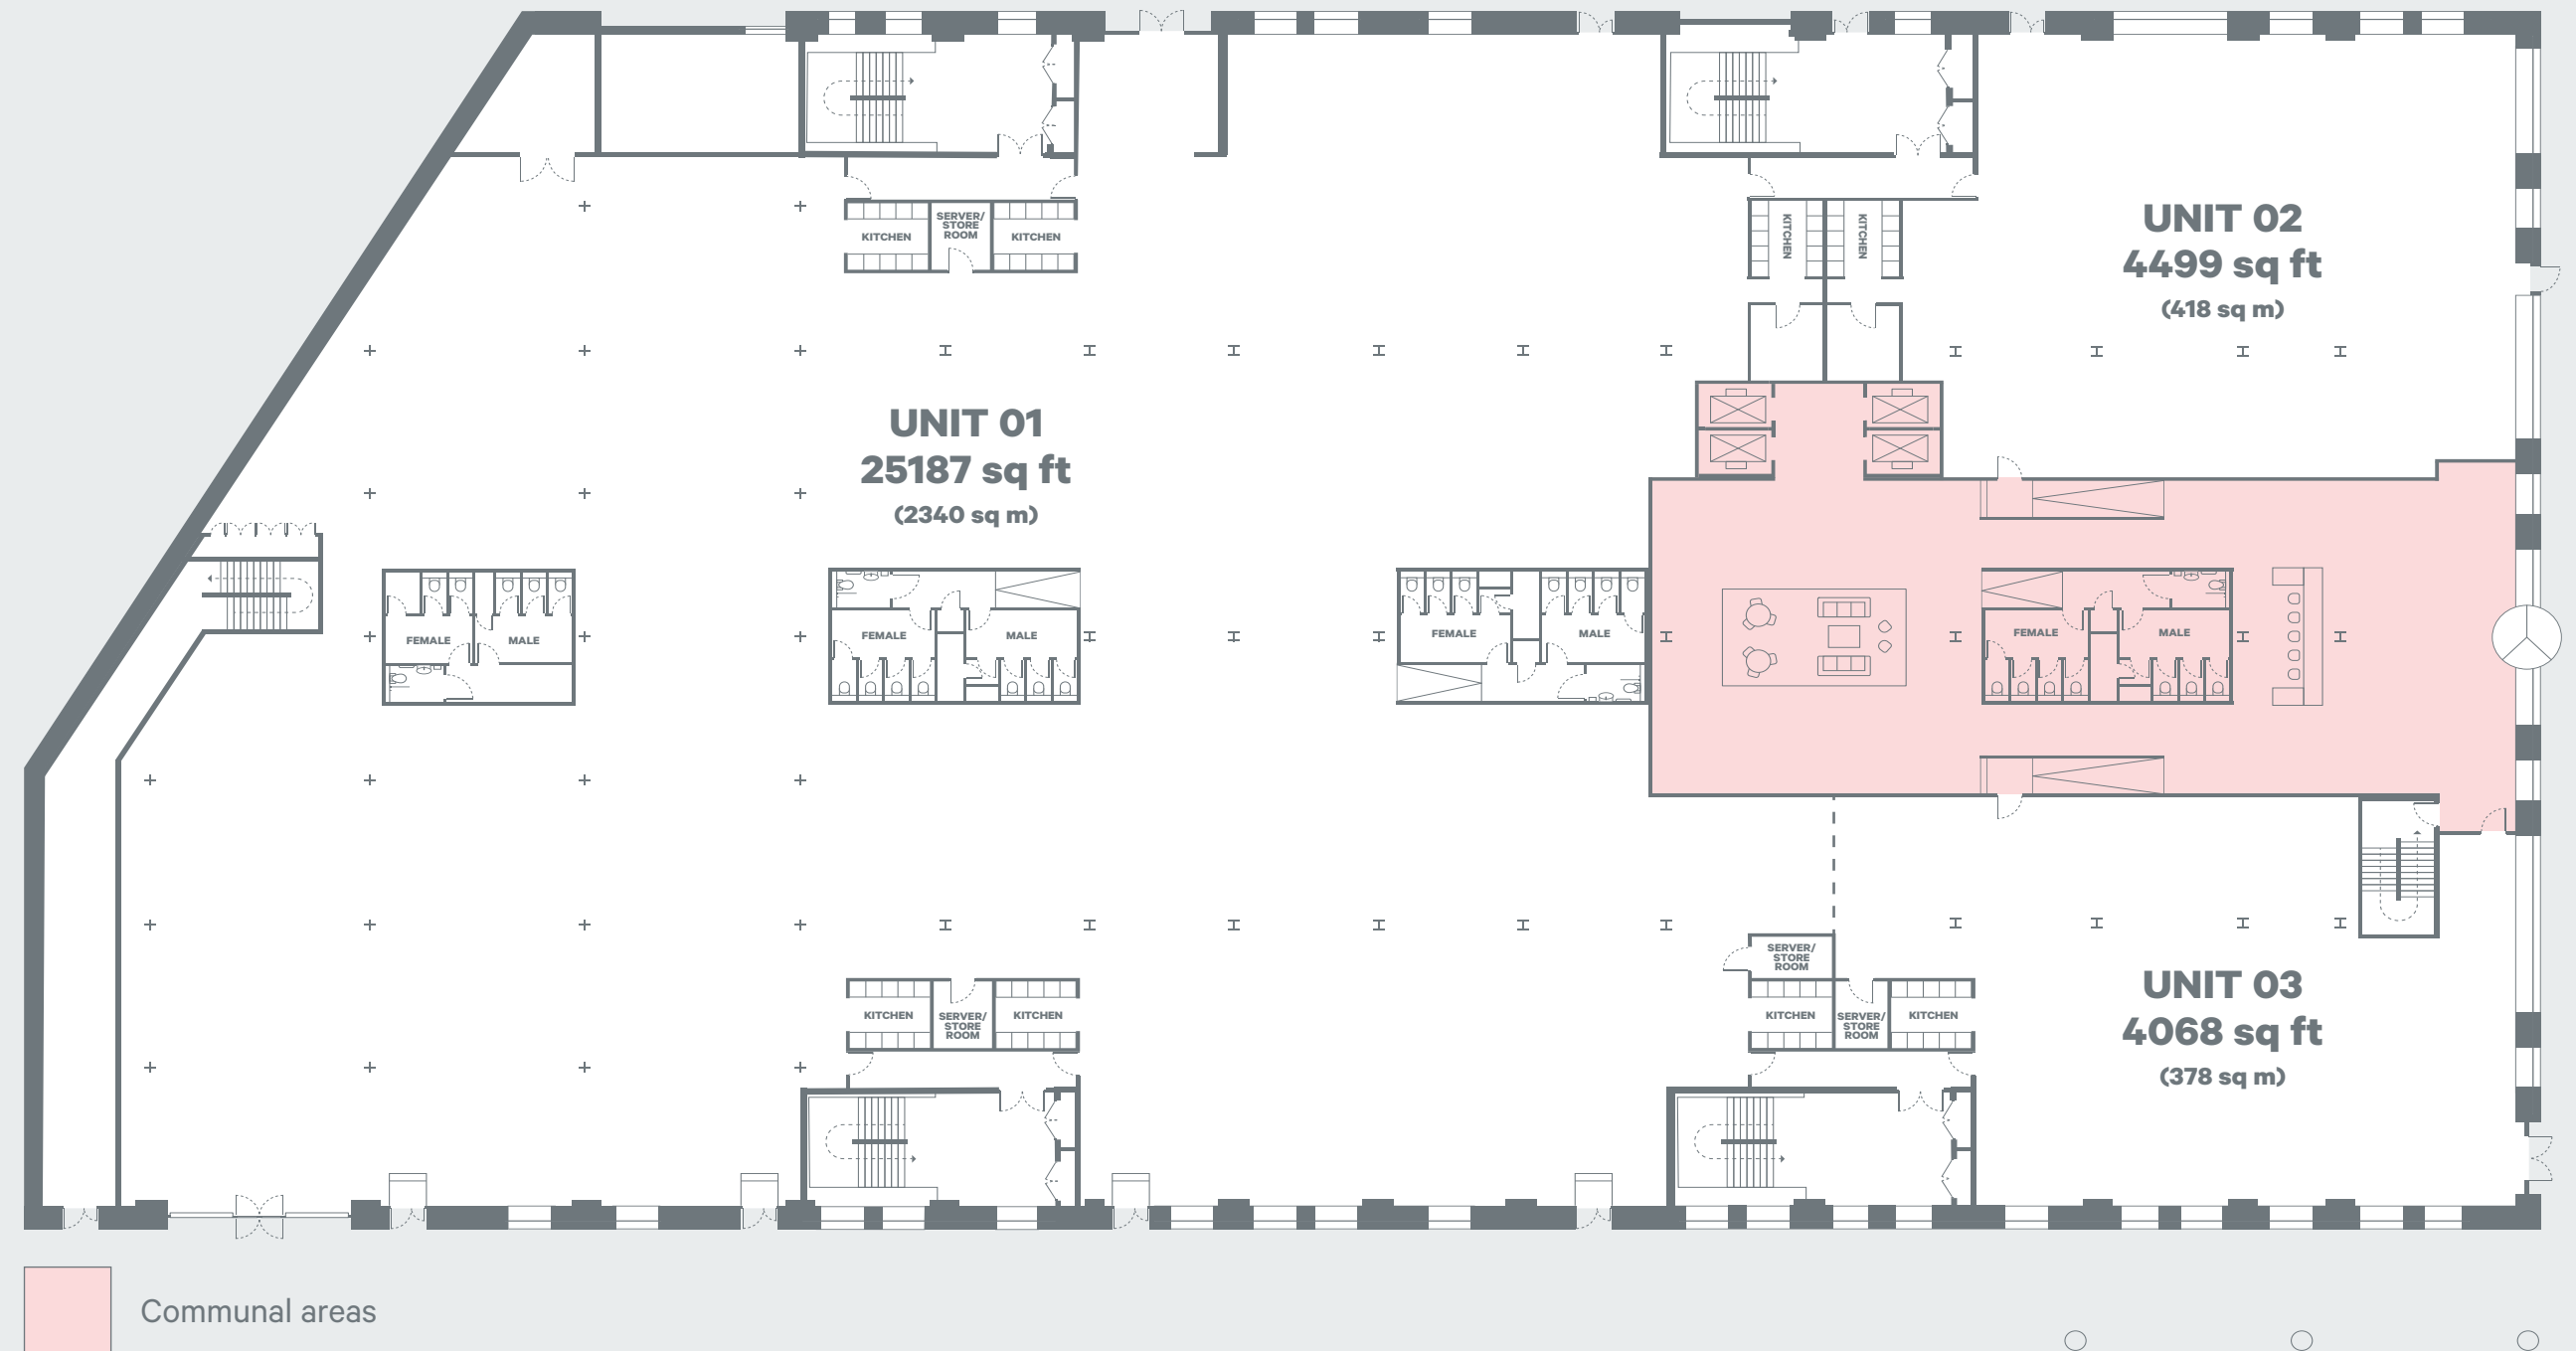 SERVER/
STORE
ROOM
KITCHEN
KITCHEN
KITCHEN
KITCHEN
UNIT 02
4499 sq ft
(418 sq m)
UNIT 01
25187 sq ft
(2340 sq m)
FEMALE
MALE
FEMALE
MALE
FEMALE
MALE
FEMALE
MALE
SERVER/
STORE
ROOM
KITCHEN
SERVER/
STORE
ROOM
KITCHEN
KITCHEN
SERVER/
STORE
ROOM
KITCHEN
UNIT 03
4068 sq ft
(378 sq m)
Communal areas